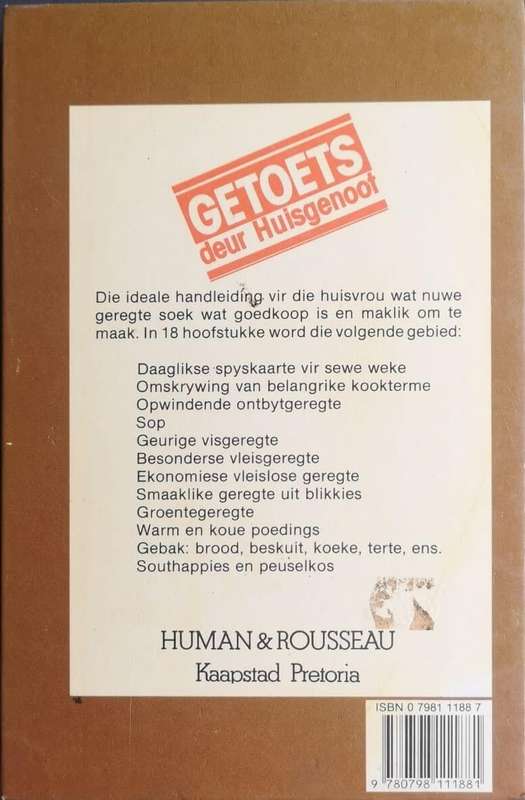 GETOETS
deur Huisgenoot
Die ideale handleiding vir die huisvrou wat nuwe
geregte soek wat goedkoop is en maklik om te
maak. In 18 hoofstukke word die volgende gebied:
Daaglikse spyskaarte vir sewe weke
Omskrywing van belangrike kookterme
Opwindende ontbytgeregte
Sop
Geurige visgeregte
Besonderse vleisgeregte
Ekonomiese vleislose geregte
Smaaklike geregte uit blikkies
Groentegeregte
Warm en koue poedings
Gebak: brood, beskuit, koeke, terte, ens.
Southappies en peuselkos
HUMAN & ROUSSEAU
Kaapstad Pretoria
ISBN 0 7981 1188 7
9 780798 111881